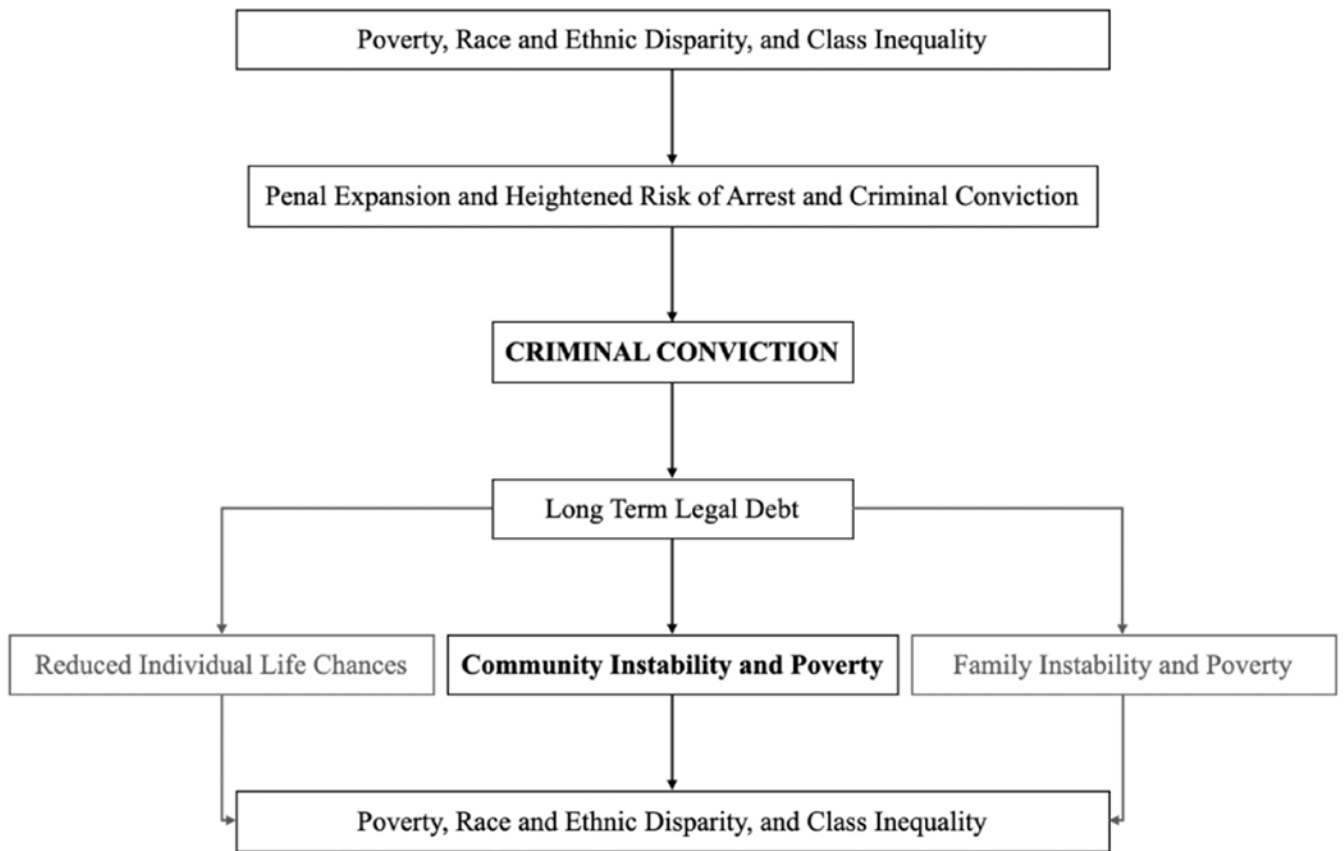 Poverty, Race and Ethnic Disparity, and Class Inequality
Penal Expansion and Heightened Risk of Arrest and Criminal Conviction
CRIMINAL CONVICTION
Long Term Legal Debt
Reduced Individual Life Chances
Community Instability and Poverty
Family Instability and Poverty
Poverty, Race and Ethnic Disparity, and Class Inequality